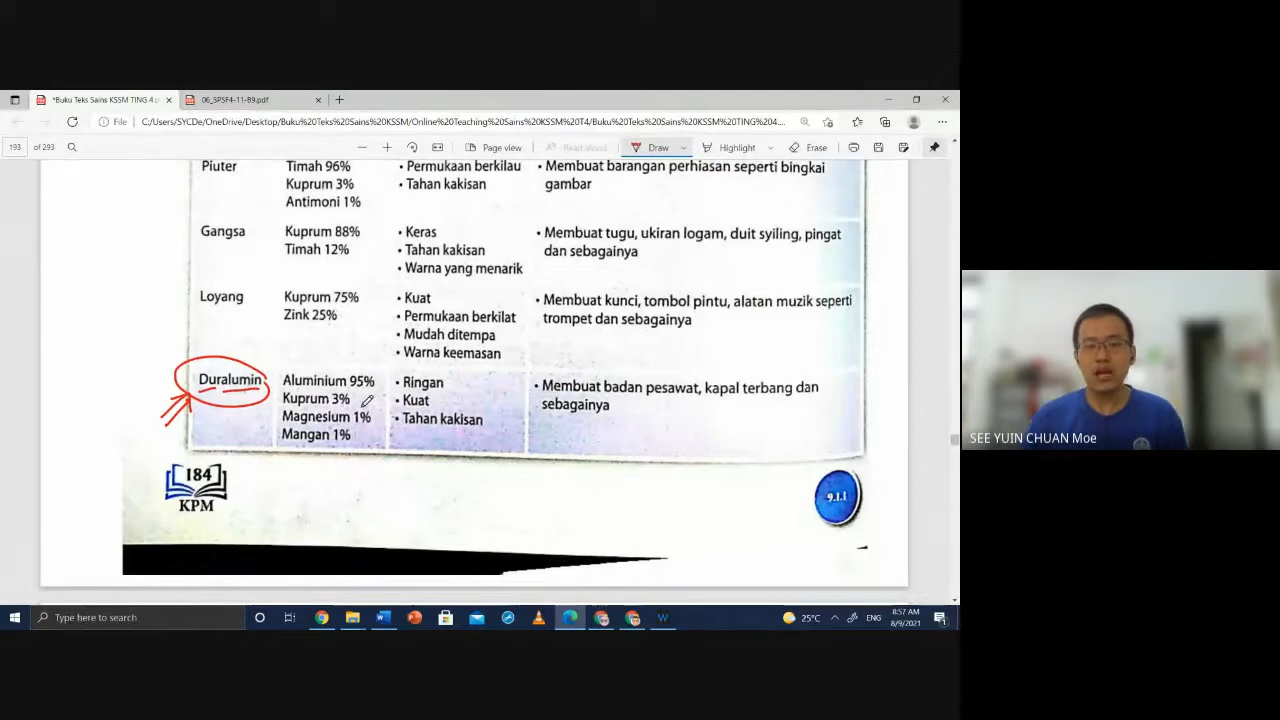 *Buku Teks Sains KSSM TING 4 p
06_SPSF4-11-B9.pdf
File
C:/Users/SYCDe/OneDrive/Desktop/Buku%20Teks%20Sains%20KSSM/Online%20Teaching%20Sains%20KSSM%20T4/Buku%20Teks%20Sains%20KSSM%20TING%204....
193 of 293
Page view
Read aloud
Draw
Highlight
Erase
Piuter
Timah 96%
Kuprum 3%
Antimoni 1%
• Permukaan berkilau
• Tahan kakisan
• Membuat barangan perhiasan seperti bingkai
gambar
Gangsa
Kuprum 88%
Timah 12%
• Keras
• Tahan kakisan
• Warna yang menarik
• Membuat tugu, ukiran logam, duit syiling, pingat
dan sebagainya
Loyang
Kuprum 75%
Zink 25%
• Kuat
• Permukaan berkilat
• Mudah ditempa
• Warna keemasan
• Membuat kunci, tombol pintu, alatan muzik seperti
trompet dan sebagainya
Duralumin
Aluminium 95%
Kuprum 3%
Magnesium 1%
Mangan 1%
• Ringan
• Kuat
• Tahan kakisan
• Membuat badan pesawat, kapal terbang dan
sebagainya
184
KPM
9.1.1
SEE YUIN CHUAN Moe
Type here to search
25°C
ENG
8:57 AM
8/9/2021